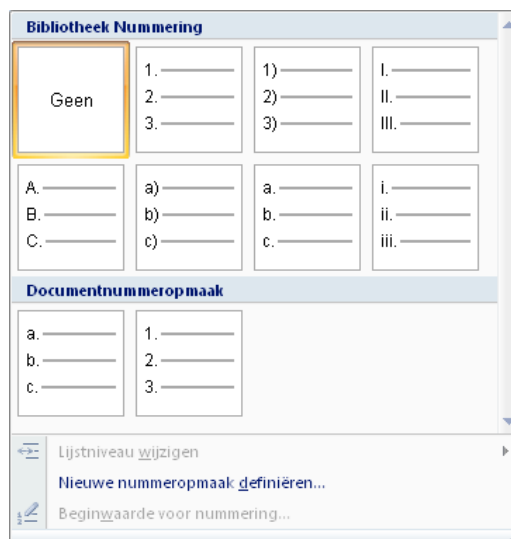 Bibliotheek Nummering
Geen
1.
2.
3.
1)
2)
3)
I.
II.
III.
A.
B.
C.
a)
b)
c)
a.
b.
c.
i.
ii.
iii.
Documentnummeropmaak
a.
b.
c.
1.
2.
3.
Lijstniveau wijzigen
Nieuwe nummeropmaak definiëren...
Beginwaarde voor nummering...